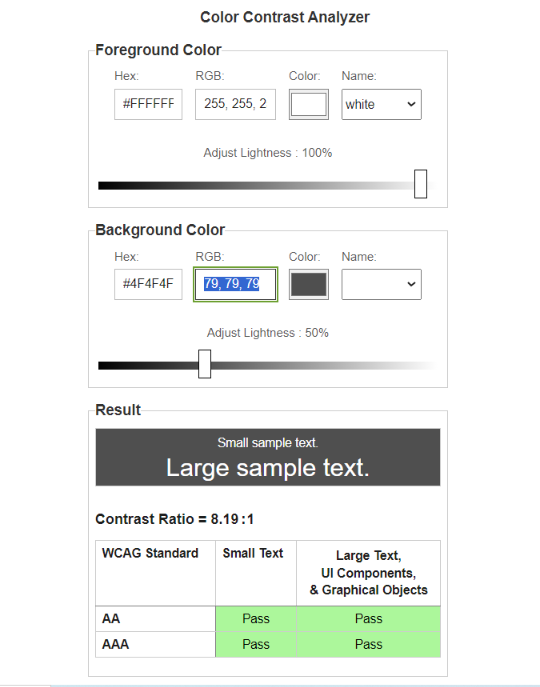 Color Contrast Analyzer
Foreground Color
Hex: RGB: Color: Name:
#FFFFFF 255, 255, 2 white
Adjust Lightness : 100%
Background Color
Hex: RGB: Color: Name:
#4F4F4F 79, 79, 79
Adjust Lightness : 50%
Result
Small sample text.
Large sample text.
Contrast Ratio = 8.19:1
WCAG Standard Small Text Large Text,
UI Components,
& Graphical Objects
AA Pass Pass
AAA Pass Pass